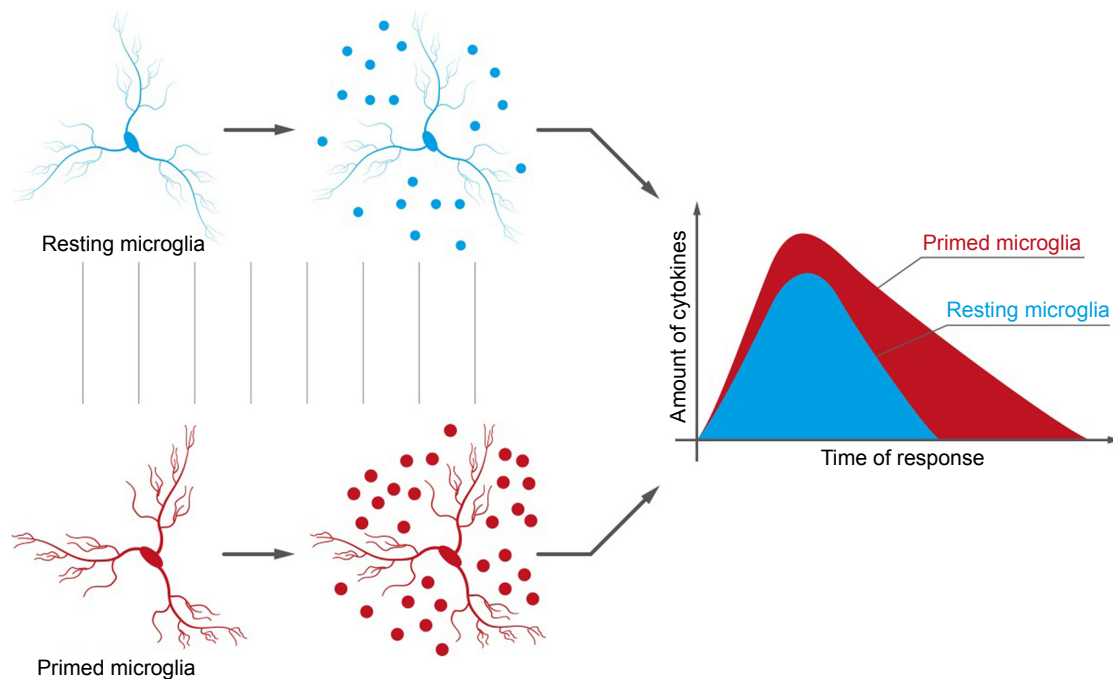 Resting microglia
Primed microglia
Amount of cytokines
Primed microglia
Resting microglia
Time of response